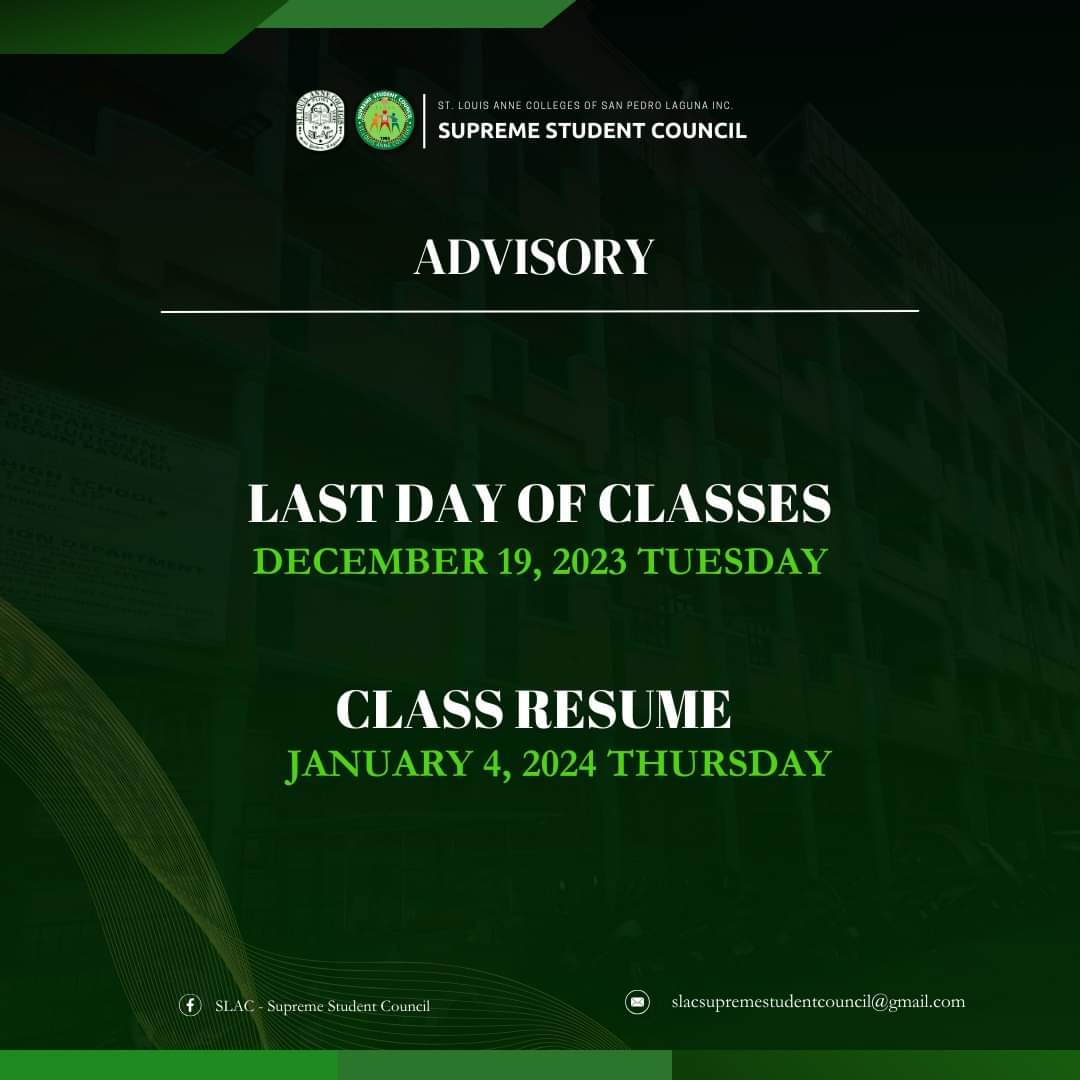 ST. LOUIS ANNE COLLEGES OF SAN PEDRO LAGUNA INC.
SUPREME STUDENT COUNCIL
ADVISORY
LAST DAY OF CLASSES
DECEMBER 19, 2023 TUESDAY
CLASS RESUME
JANUARY 4, 2024 THURSDAY
SLAC - Supreme Student Council
slacsupremestudentcouncil@gmail.com